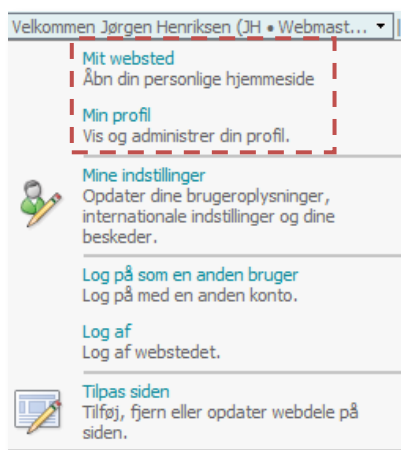 Velkommen Jørgen Henriksen (JH • Webmast...
Mit websted
Åbn din personlige hjemmeside
Min profil
Vis og administrer din profil.
Mine indstillinger
Opdater dine brugeroplysninger,
internationale indstillinger og dine
beskeder.
Log på som en anden bruger
Log på med en anden konto.
Log af
Log af webstedet.
Tilpas siden
Tilføj, fjern eller opdater webdele på
siden.